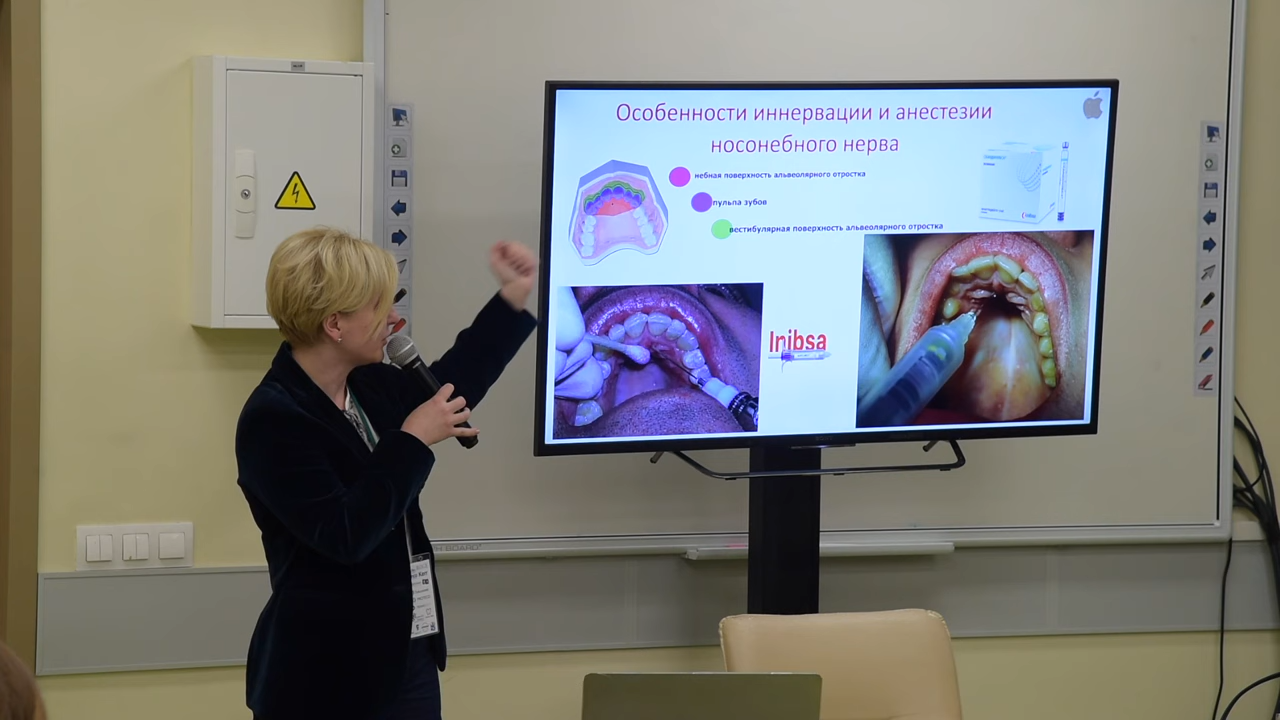 Особенности иннервации и анестезии
носонебного нерва
небная поверхность альвеолярного отростка
пульпа зубов
вестибулярная поверхность альвеолярного отростка
Inibsa